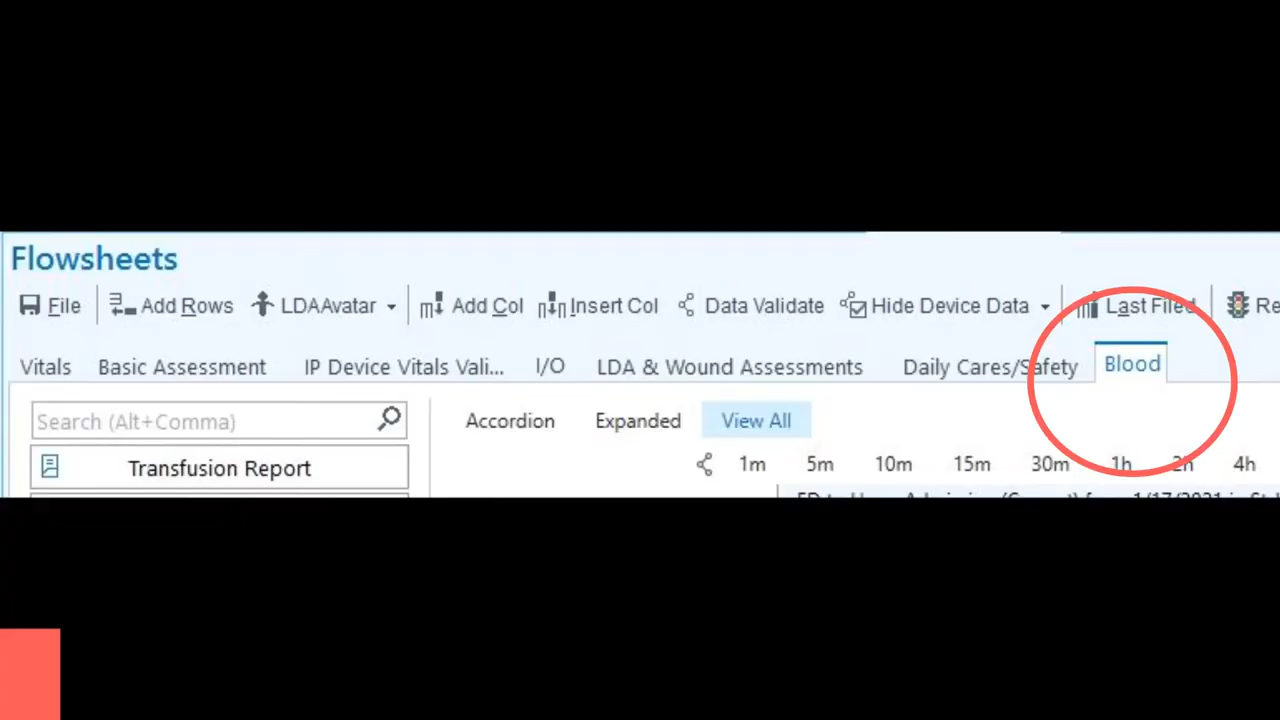 Flowsheets
File Add Rows LDAAvatar Add Col Insert Col Data Validate Hide Device Data Last Filed Re
Vitals Basic Assessment IP Device Vitals Vali... I/O LDA & Wound Assessments Daily Cares/Safety Blood
Search (Alt+Comma) Accordion Expanded View All
Transfusion Report 1m 5m 10m 15m 30m 1h 2h 4h